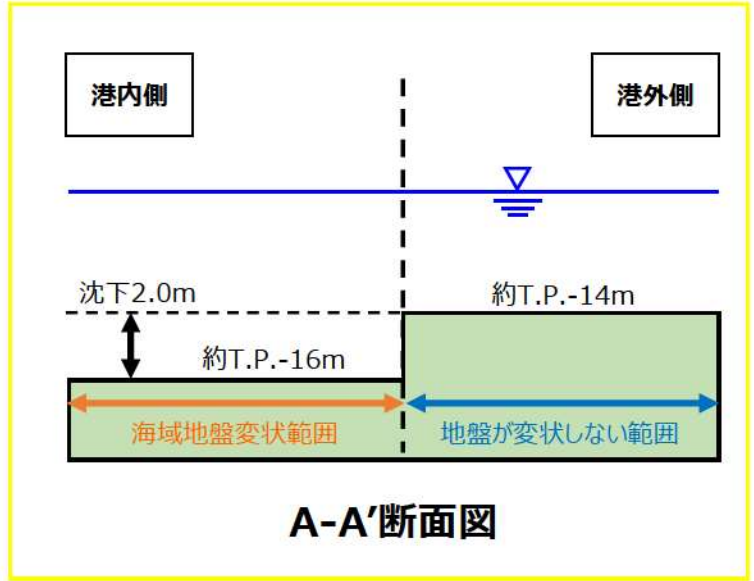 港内側
港外側
沈下2.0m
約T.P.-14m
約T.P.-16m
海域地盤変状範囲
地盤が変状しない範囲
A-A’断面図